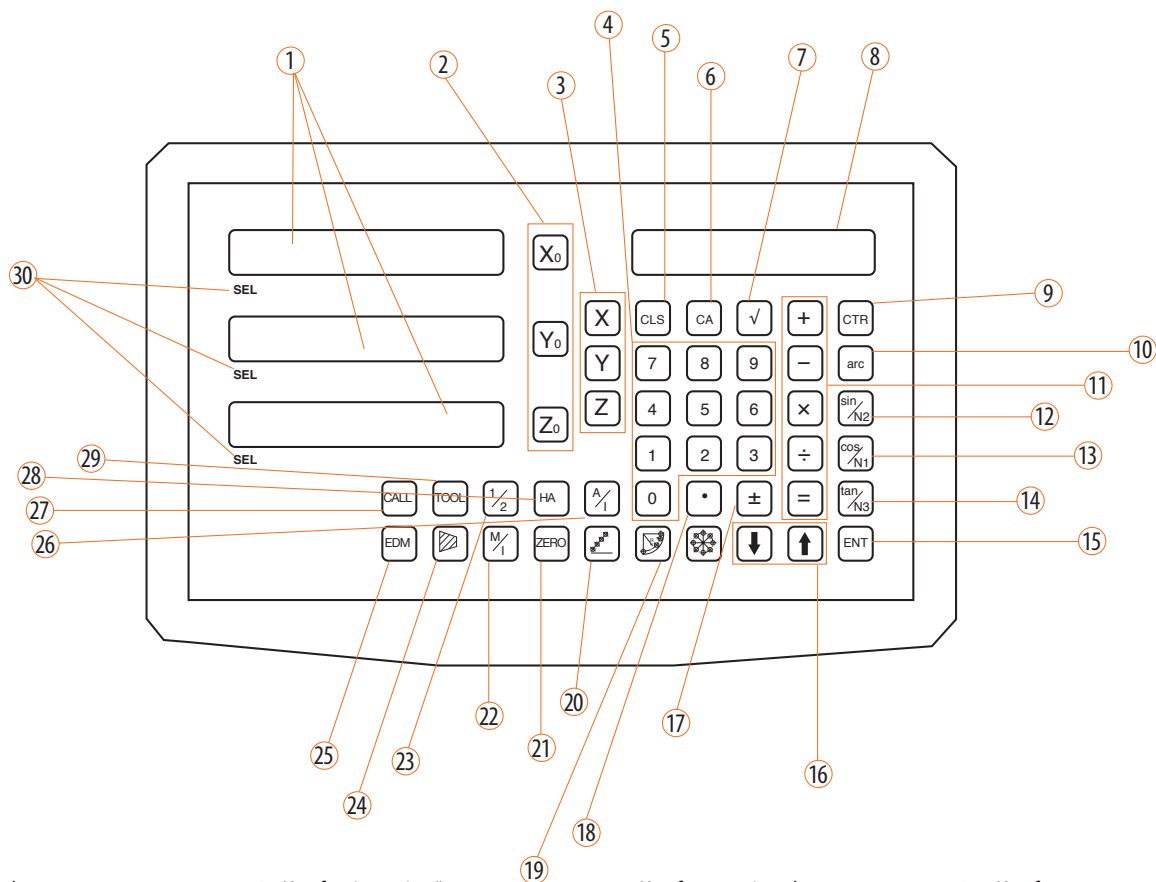 4
5
1
2
6
7
8
3
X0
30
SEL
9
X
CLS
CA
√
+
CTR
Y0
10
Y
7
8
9
−
arc
SEL
11
Z
4
5
6
×
sin/N2
12
Z0
SEL
1
2
3
÷
cos/N1
13
29
28
27
CALL
TOOL
1/2
HA
A/I
0
•
±
=
tan/N3
14
26
EDM
M/I
ZERO
ENT
15
20
17
22
21
25
23
16
24
18
19